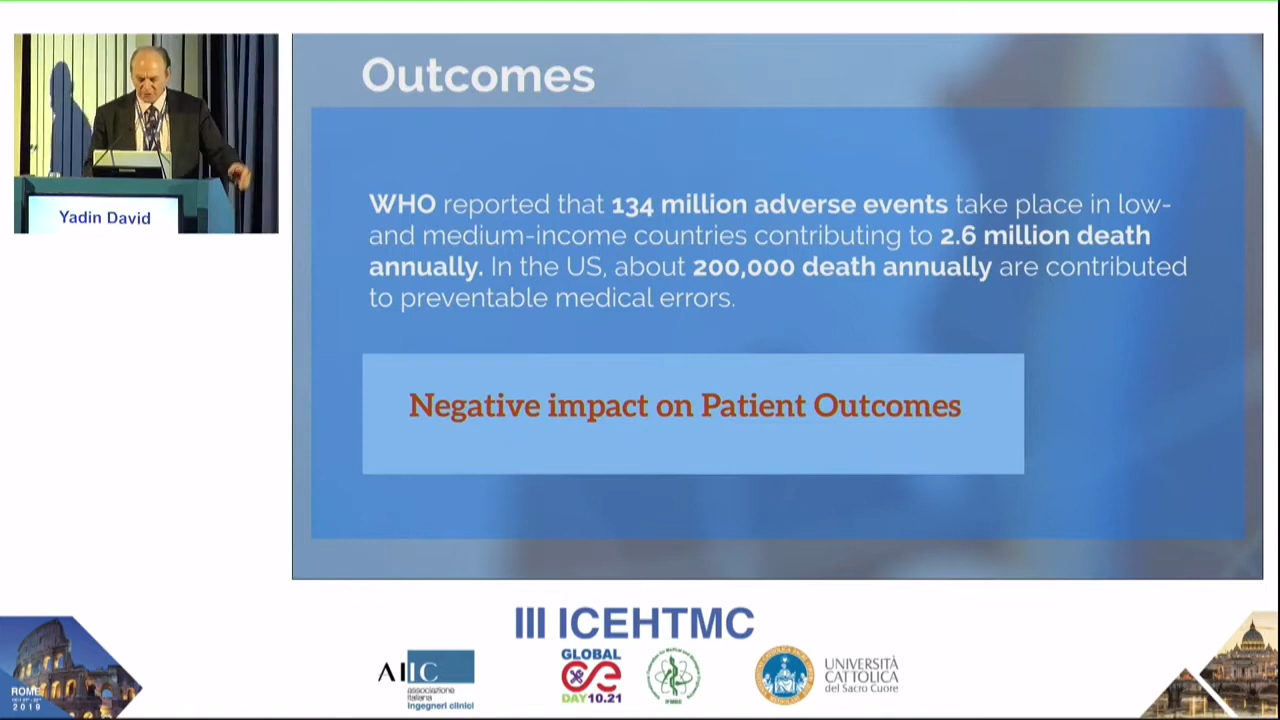 Outcomes
WHO reported that 134 million adverse events take place in low-
and medium-income countries contributing to 2.6 million death
annually. In the US, about 200,000 death annually are contributed
to preventable medical errors.
Negative impact on Patient Outcomes
Yadin David
III ICEHTMC
AIIC
associazione
italiana
ingegneri clinici
GLOBAL
CE
DAY 10.21
UNIVERSITÀ
CATTOLICA
del Sacro Cuore
ROME
2019